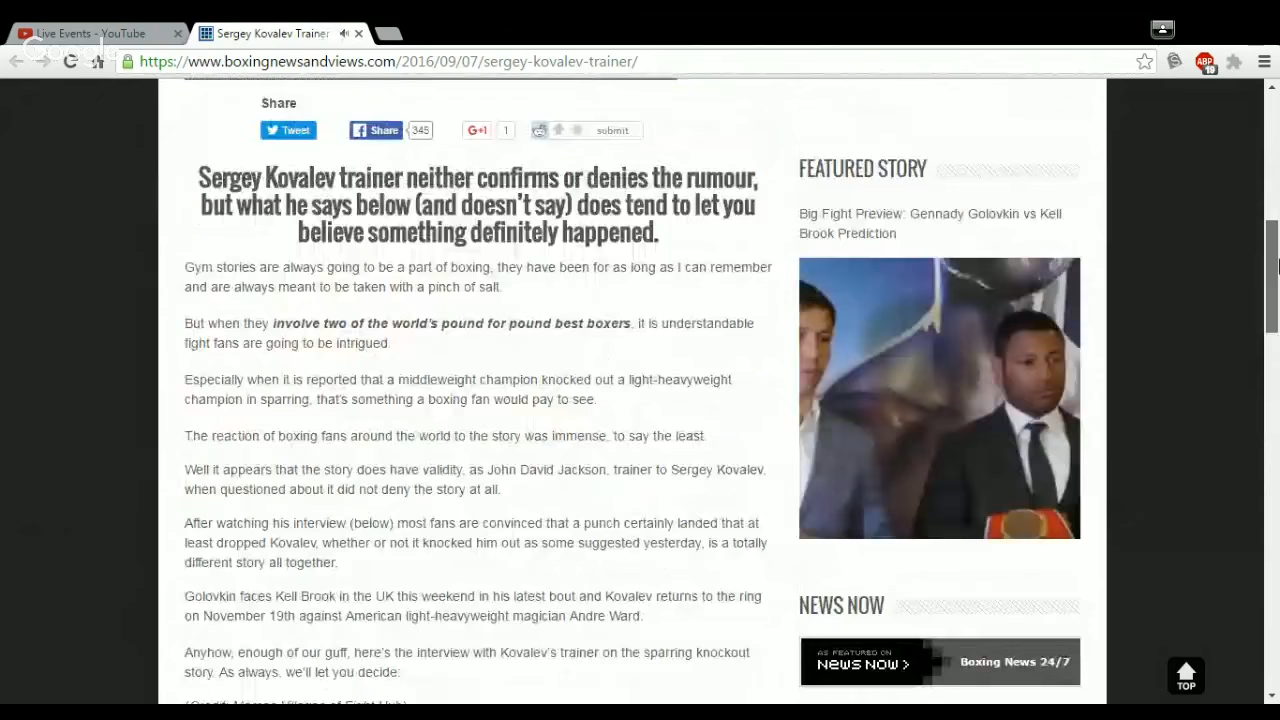 Live Events - YouTube
Sergey Kovalev Trainer
Google
https://www.boxingnewsandviews.com/2016/09/07/sergey-kovalev-trainer/
ABP
19
Share
Tweet
Share
345
G+1
1
submit
Sergey Kovalev trainer neither confirms or denies the rumour,
but what he says below (and doesn't say) does tend to let you
believe something definitely happened.
Gym stories are always going to be a part of boxing, they have been for as long as I can remember
and are always meant to be taken with a pinch of salt.
But when they involve two of the world's pound for pound best boxers, it is understandable
fight fans are going to be intrigued.
Especially when it is reported that a middleweight champion knocked out a light-heavyweight
champion in sparring, that's something a boxing fan would pay to see.
The reaction of boxing fans around the world to the story was immense, to say the least.
Well it appears that the story does have validity, as John David Jackson, trainer to Sergey Kovalev,
when questioned about it did not deny the story at all.
After watching his interview (below) most fans are convinced that a punch certainly landed that at
least dropped Kovalev, whether or not it knocked him out as some suggested yesterday, is a totally
different story all together.
Golovkin faces Kell Brook in the UK this weekend in his latest bout and Kovalev returns to the ring
on November 19th against American light-heavyweight magician Andre Ward.
Anyhow, enough of our guff, here's the interview with Kovalev's trainer on the sparring knockout
story. As always, we'll let you decide:
FEATURED STORY
Big Fight Preview: Gennady Golovkin vs Kell
Brook Prediction
NEWS NOW
AS FEATURED ON
NEWS NOW >
Boxing News 24/7
TOP